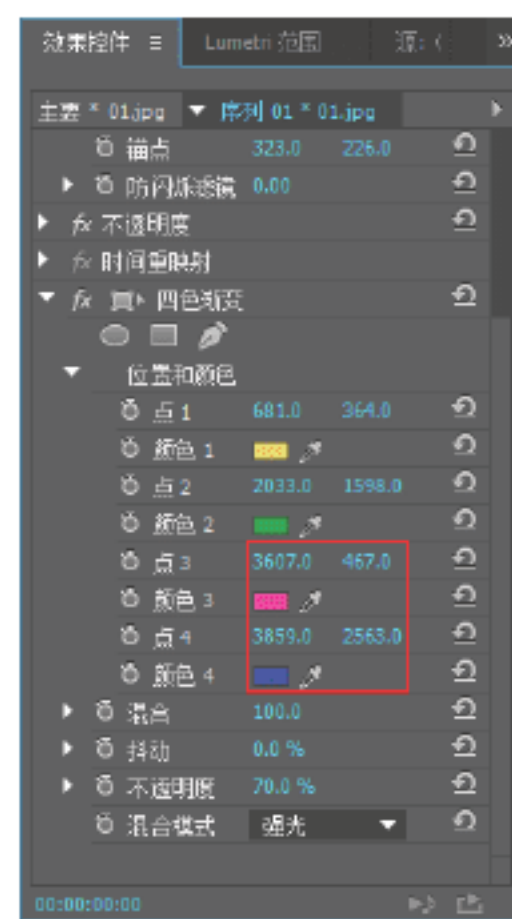 效果控件 ≡ Lumetri 范围 源:( »
主要 * 01.jpg ▼ 序列 01 * 01.jpg
锚点 323.0 226.0
防闪烁滤镜 0.00
fx 不透明度
fx 时间重映射
fx 四色渐变
位置和颜色
点 1 681.0 364.0
颜色 1
点 2 2033.0 1598.0
颜色 2
点 3 3607.0 467.0
颜色 3
点 4 3859.0 2563.0
颜色 4
混合 100.0
抖动 0.0 %
不透明度 70.0 %
混合模式 强光
00:00:00:00